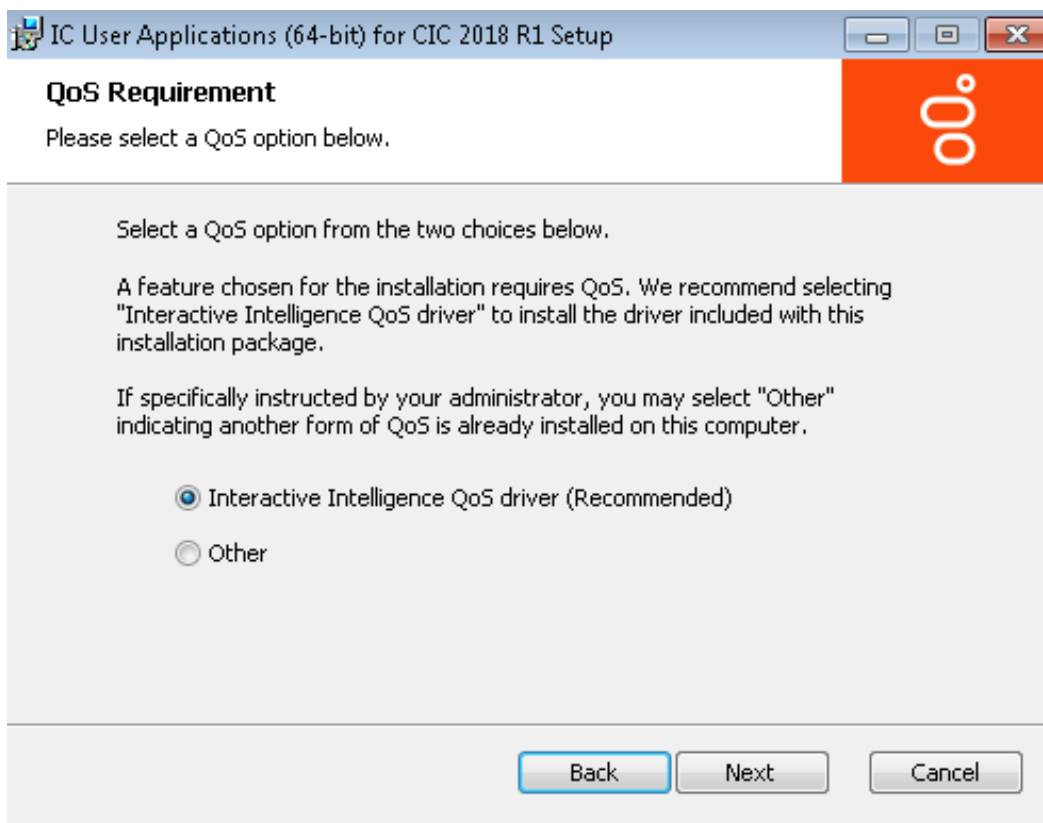 IC User Applications (64-bit) for CIC 2018 R1 Setup
QoS Requirement
Please select a QoS option below.
Select a QoS option from the two choices below.
A feature chosen for the installation requires QoS. We recommend selecting
"Interactive Intelligence QoS driver" to install the driver included with this
installation package.
If specifically instructed by your administrator, you may select "Other"
indicating another form of QoS is already installed on this computer.
Interactive Intelligence QoS driver (Recommended)
Other
Back Next Cancel